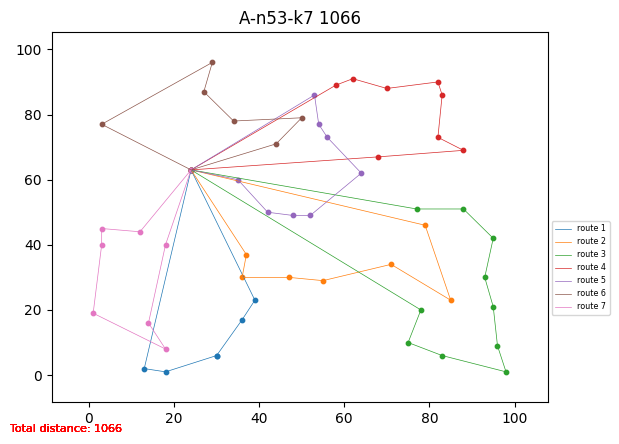 A-n53-k7 1066
100
80
60
40
20
0
0 20 40 60 80 100
route 1
route 2
route 3
route 4
route 5
route 6
route 7
Total distance: 1066